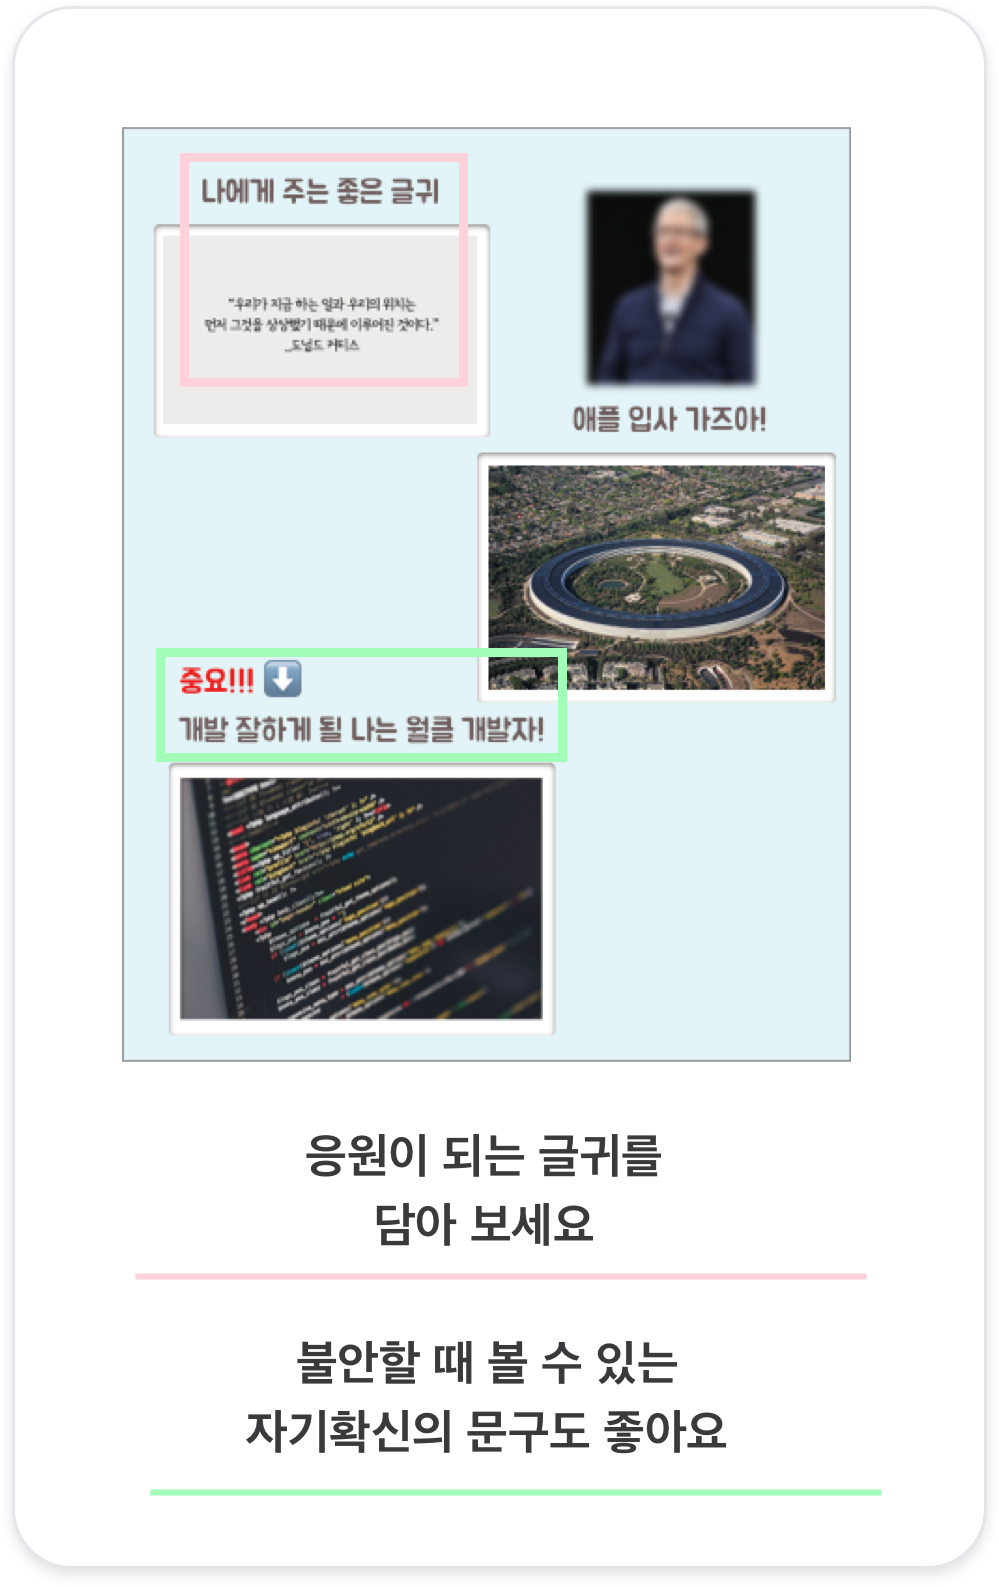 나에게 주는 좋은 글귀
"우리가 지금 하는 일과 우리의 위치는
먼저 그것을 상상했기 때문에 이루어진 것이다."
_도널드 커티스
애플 입사 가즈아!
중요!!! ⬇️
개발 잘하게 될 나는 월클 개발자!
응원이 되는 글귀를
담아 보세요
불안할 때 볼 수 있는
자기확신의 문구도 좋아요